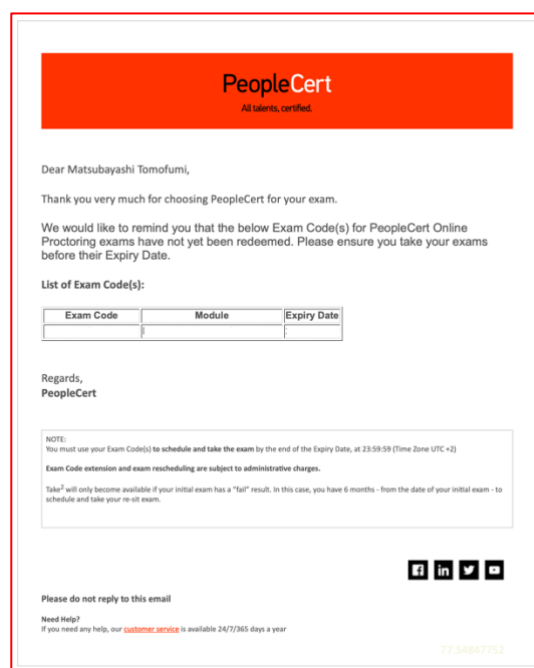 PeopleCert
All talents, certified.
Dear Matsubayashi Tomofumi,
Thank you very much for choosing PeopleCert for your exam.
We would like to remind you that the below Exam Code(s) for PeopleCert Online
Proctoring exams have not yet been redeemed. Please ensure you take your exams
before their Expiry Date.
List of Exam Code(s):
Exam Code Module Expiry Date
Regards,
PeopleCert
NOTE:
You must use your Exam Code(s) to schedule and take the exam by the end of the Expiry Date, at 23:59:59 (Time Zone UTC +2)
Exam Code extension and exam rescheduling are subject to administrative charges.
Take2 will only become available if your initial exam has a "fail" result. In this case, you have 6 months - from the date of your initial exam - to
schedule and take your re-sit exam.
Please do not reply to this email
Need Help?
If you need any help, our customer service is available 24/7/365 days a year
77.54847752